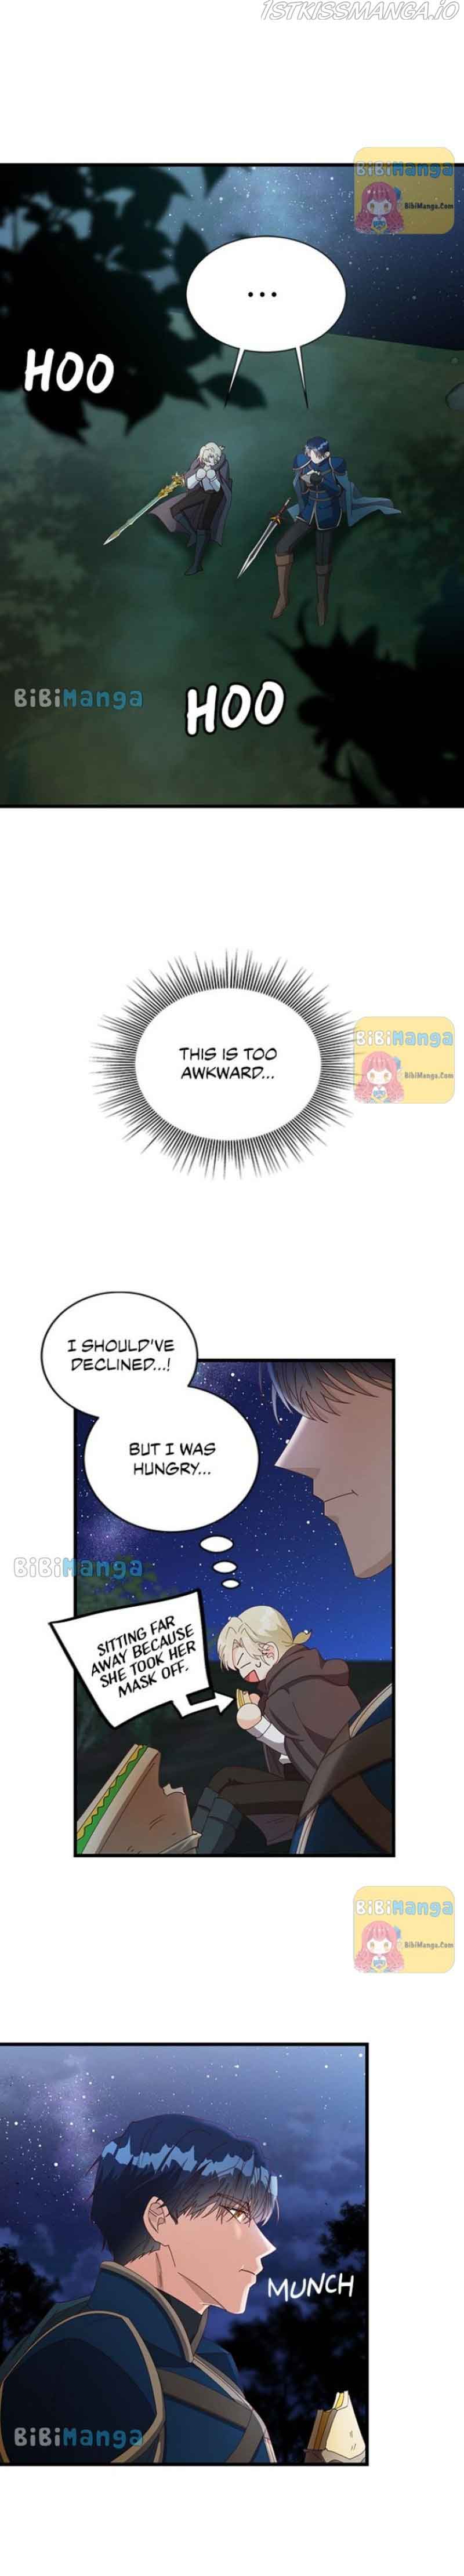 1STKISSMANGA.iO
BiBiManga
BibiManga.Com
...
HOO
BiBiManga
HOO
THIS IS TOO
AWKWARD...
BiBiManga
BibiManga.Com
I SHOULD'VE
DECLINED...!
BUT I WAS
HUNGRY...
BiBiManga
SITTING FAR
AWAY BECAUSE
SHE TOOK HER
MASK OFF.
BiBiManga
BibiManga.Com
MUNCH
BiBiManga